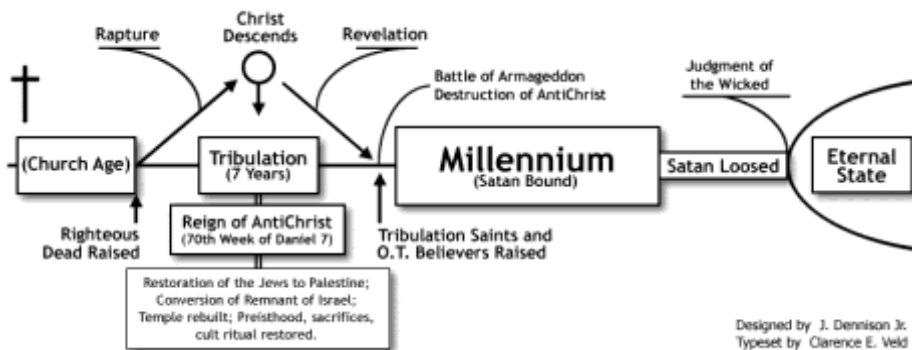 Christ
Descends
Rapture
Revelation
Battle of Armageddon
Destruction of AntiChrist
Judgment of
the Wicked
(Church Age)
Tribulation
(7 Years)
Millennium
(Satan Bound)
Satan Loosed
Eternal
State
Righteous
Dead Raised
Reign of AntiChrist
(70th Week of Daniel 7)
Tribulation Saints and
O.T. Believers Raised
Restoration of the Jews to Palestine;
Conversion of Remnant of Israel;
Temple rebuilt; Preisthood, sacrifices,
cult ritual restored.
Designed by J. Dennison Jr.
Typeset by Clarence E. Veld